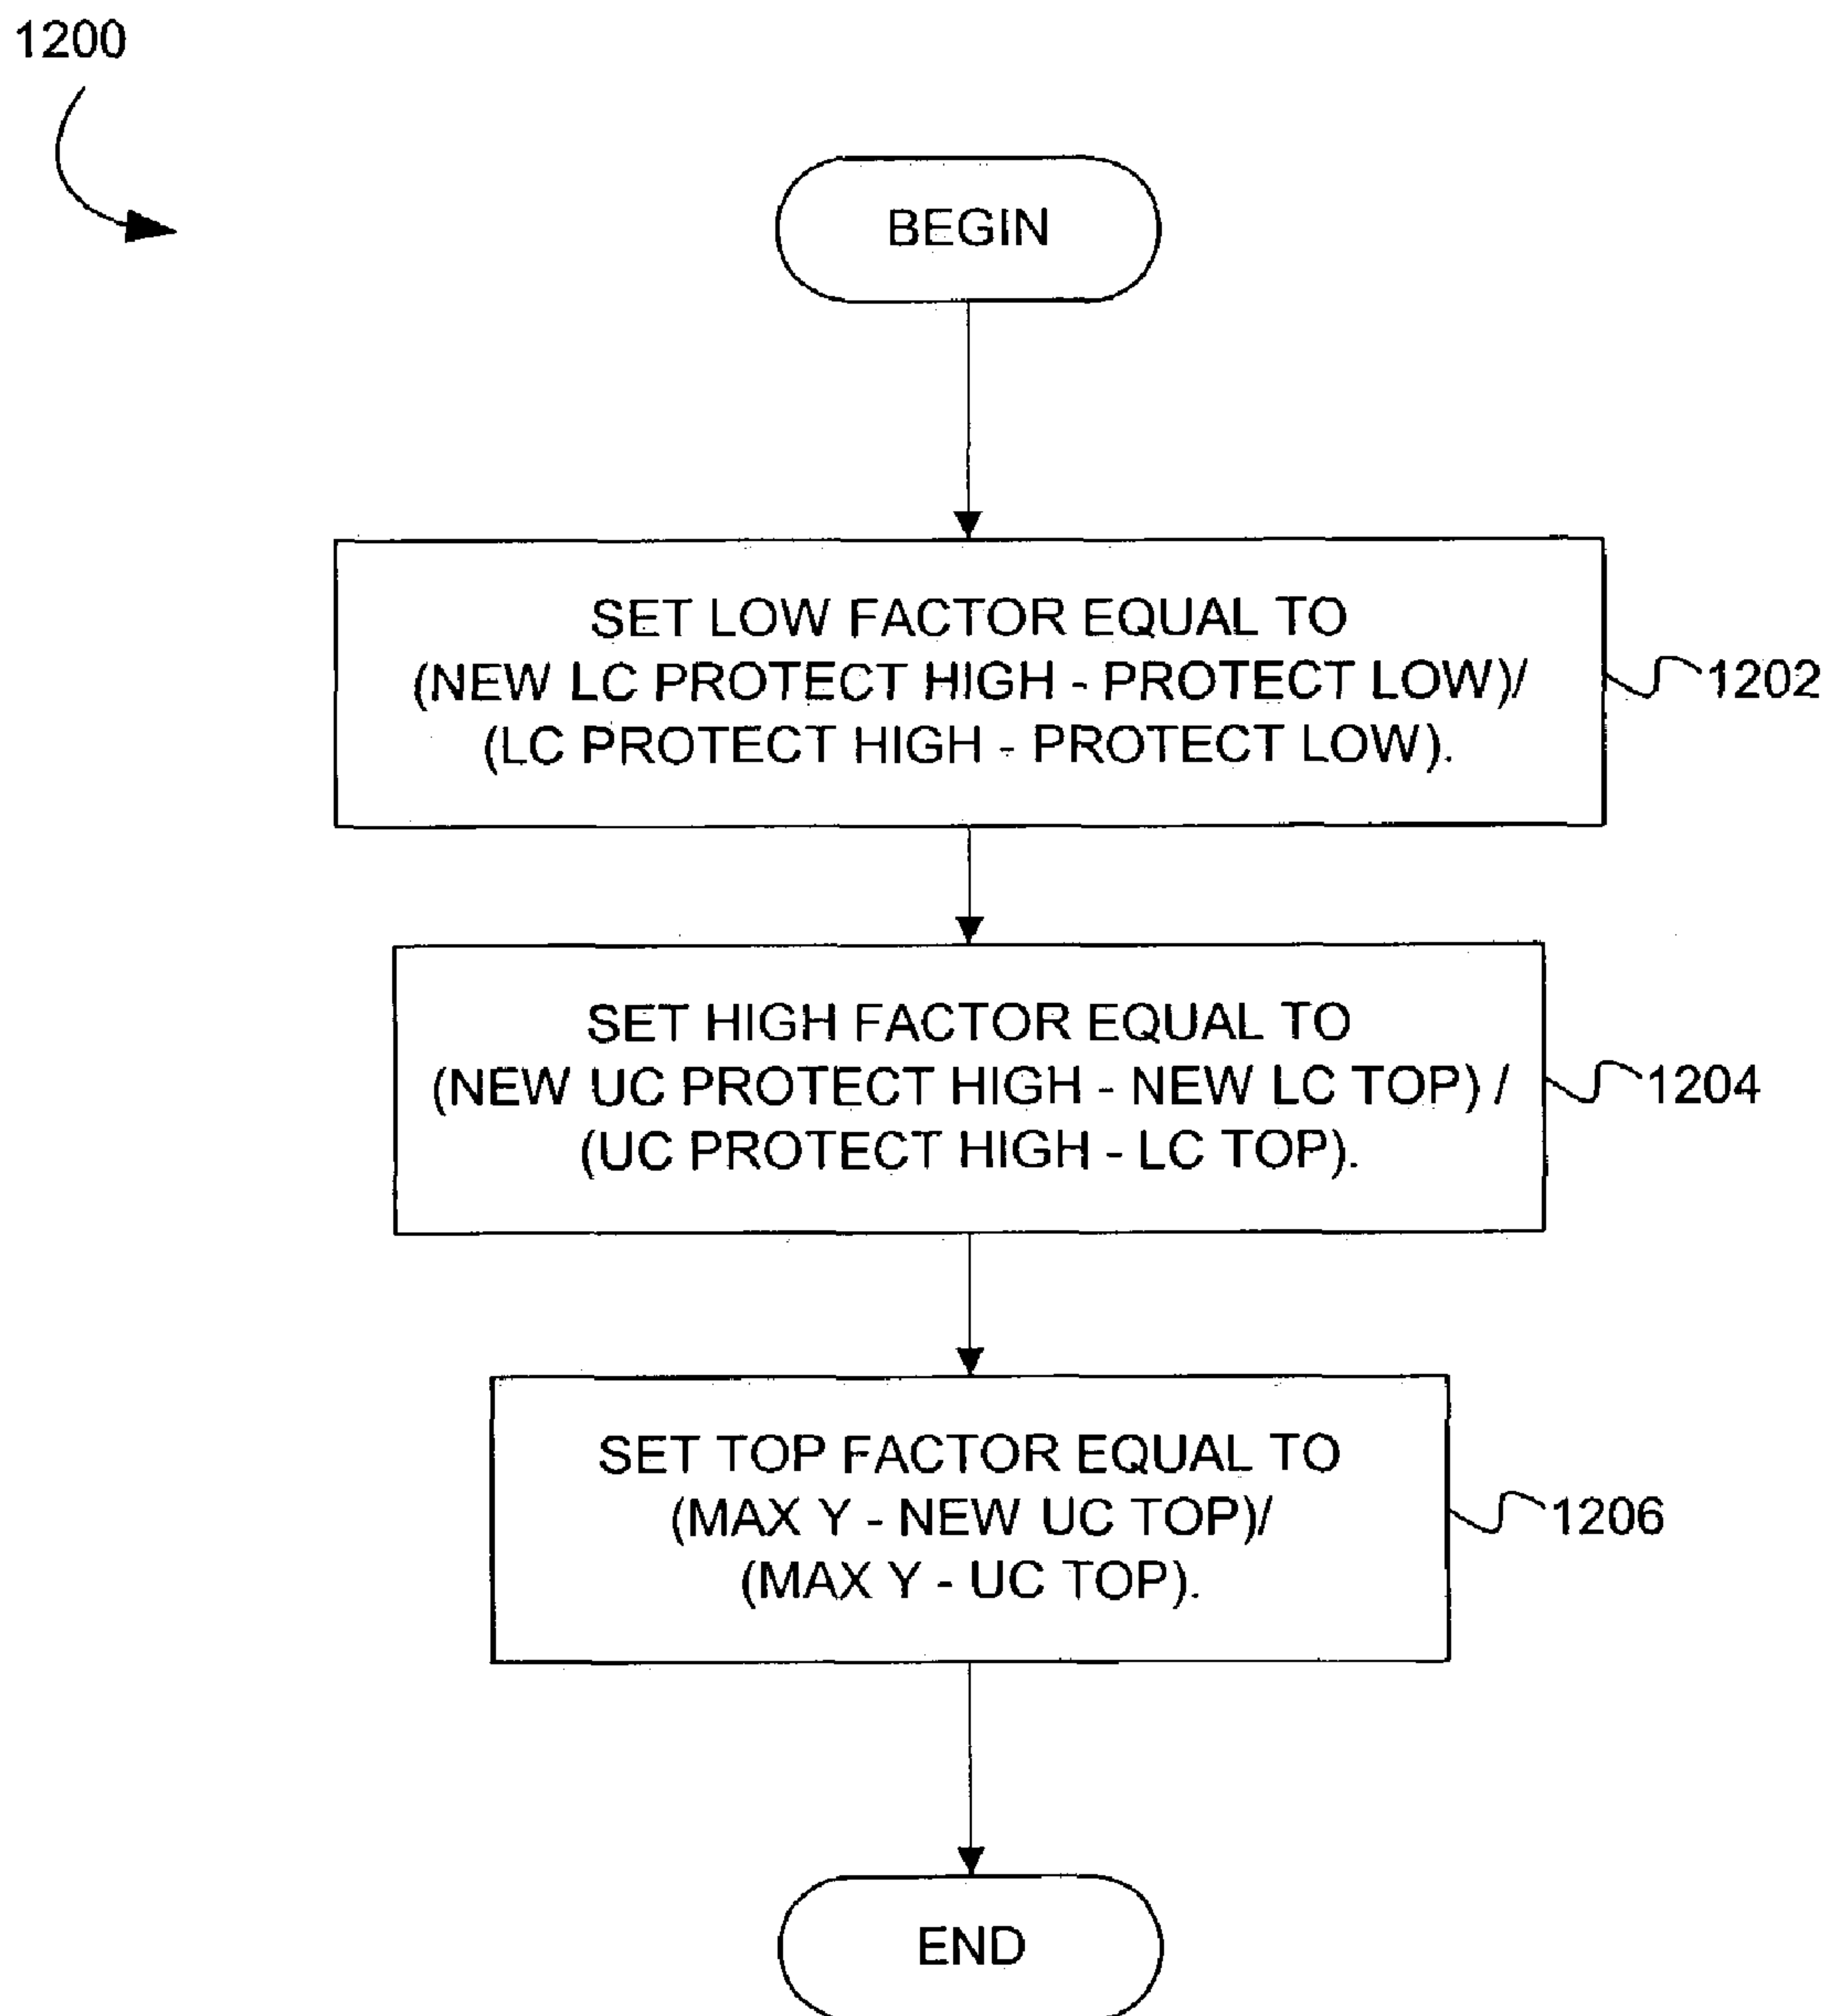 1200
BEGIN
SET LOW FACTOR EQUAL TO
(NEW LC PROTECT HIGH - PROTECT LOW)/
(LC PROTECT HIGH - PROTECT LOW).
1202
SET HIGH FACTOR EQUAL TO
(NEW UC PROTECT HIGH - NEW LC TOP) /
(UC PROTECT HIGH - LC TOP).
1204
SET TOP FACTOR EQUAL TO
(MAX Y - NEW UC TOP)/
(MAX Y - UC TOP).
1206
END